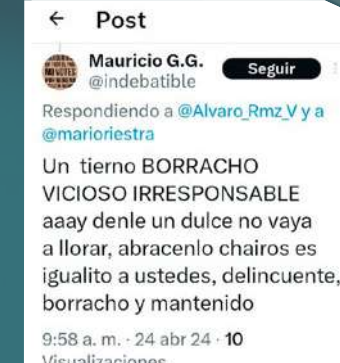 Post
Mauricio G.G.
Seguir
@indebatible
Respondiendo a @Alvaro_Rmz_V y a
@marioriestra
Un tierno BORRACHO
VICIOSO IRRESPONSABLE
aaay denle un dulce no vaya
a llorar, abracenlo chairos es
igualito a ustedes, delincuente,
borracho y mantenido
9:58 a. m. · 24 abr 24 · 10
Visualizaciones